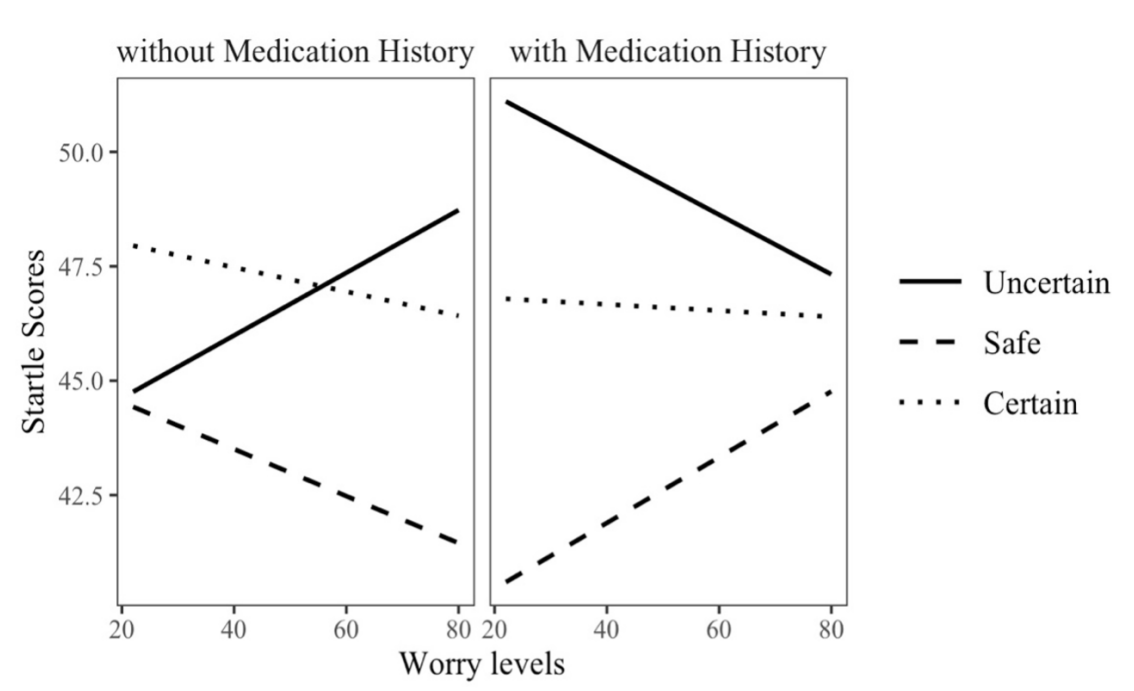 without Medication History
with Medication History
Startle Scores
50.0
47.5
45.0
42.5
20 40 60 80
20 40 60 80
Worry levels
Uncertain
Safe
Certain